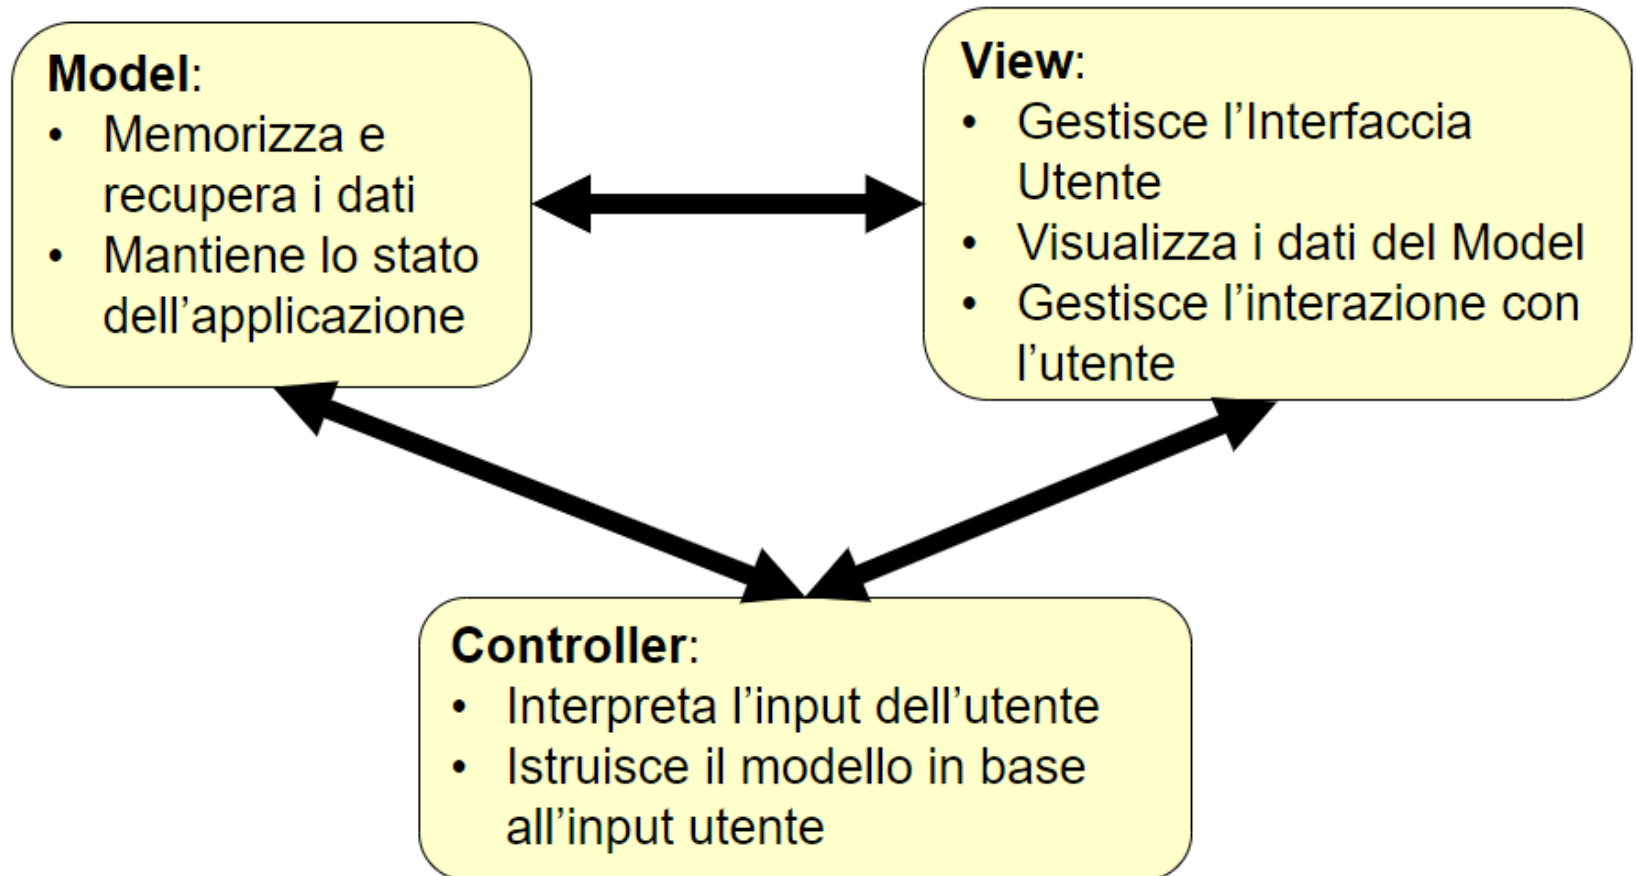 Model:
• Memorizza e
recupera i dati
• Mantiene lo stato
dell’applicazione
View:
• Gestisce l’Interfaccia
Utente
• Visualizza i dati del Model
• Gestisce l’interazione con
l’utente
Controller:
• Interpreta l’input dell’utente
• Istruisce il modello in base
all’input utente